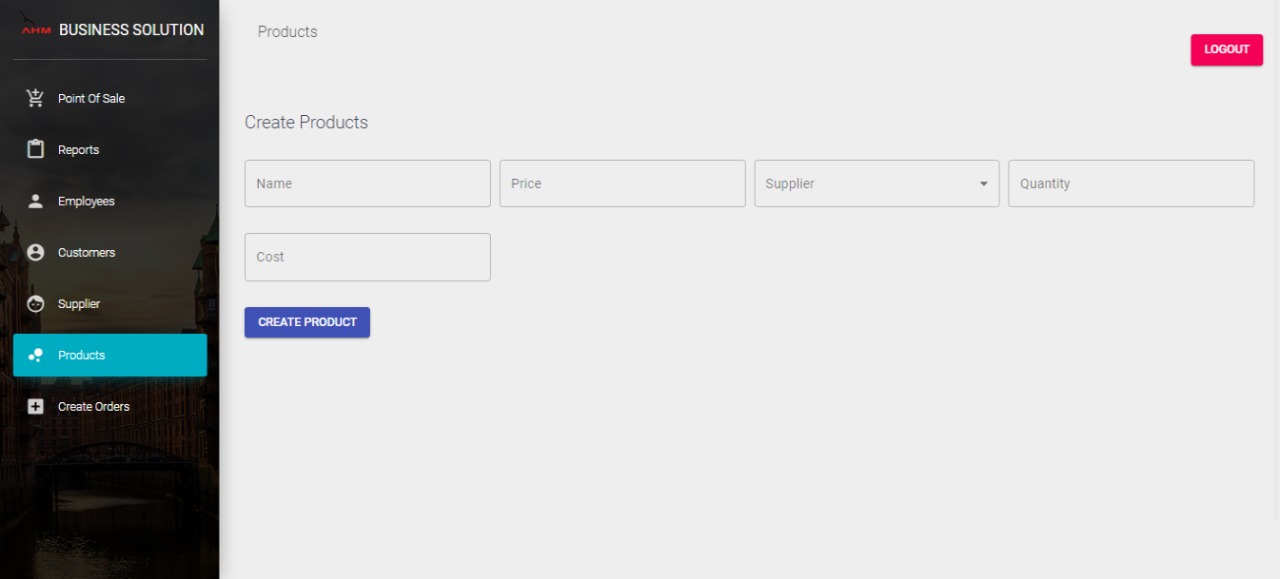 AHM BUSINESS SOLUTION
Products
LOGOUT
Point Of Sale
Reports
Employees
Customers
Supplier
Products
Create Orders
Create Products
Name
Price
Supplier
Quantity
Cost
CREATE PRODUCT